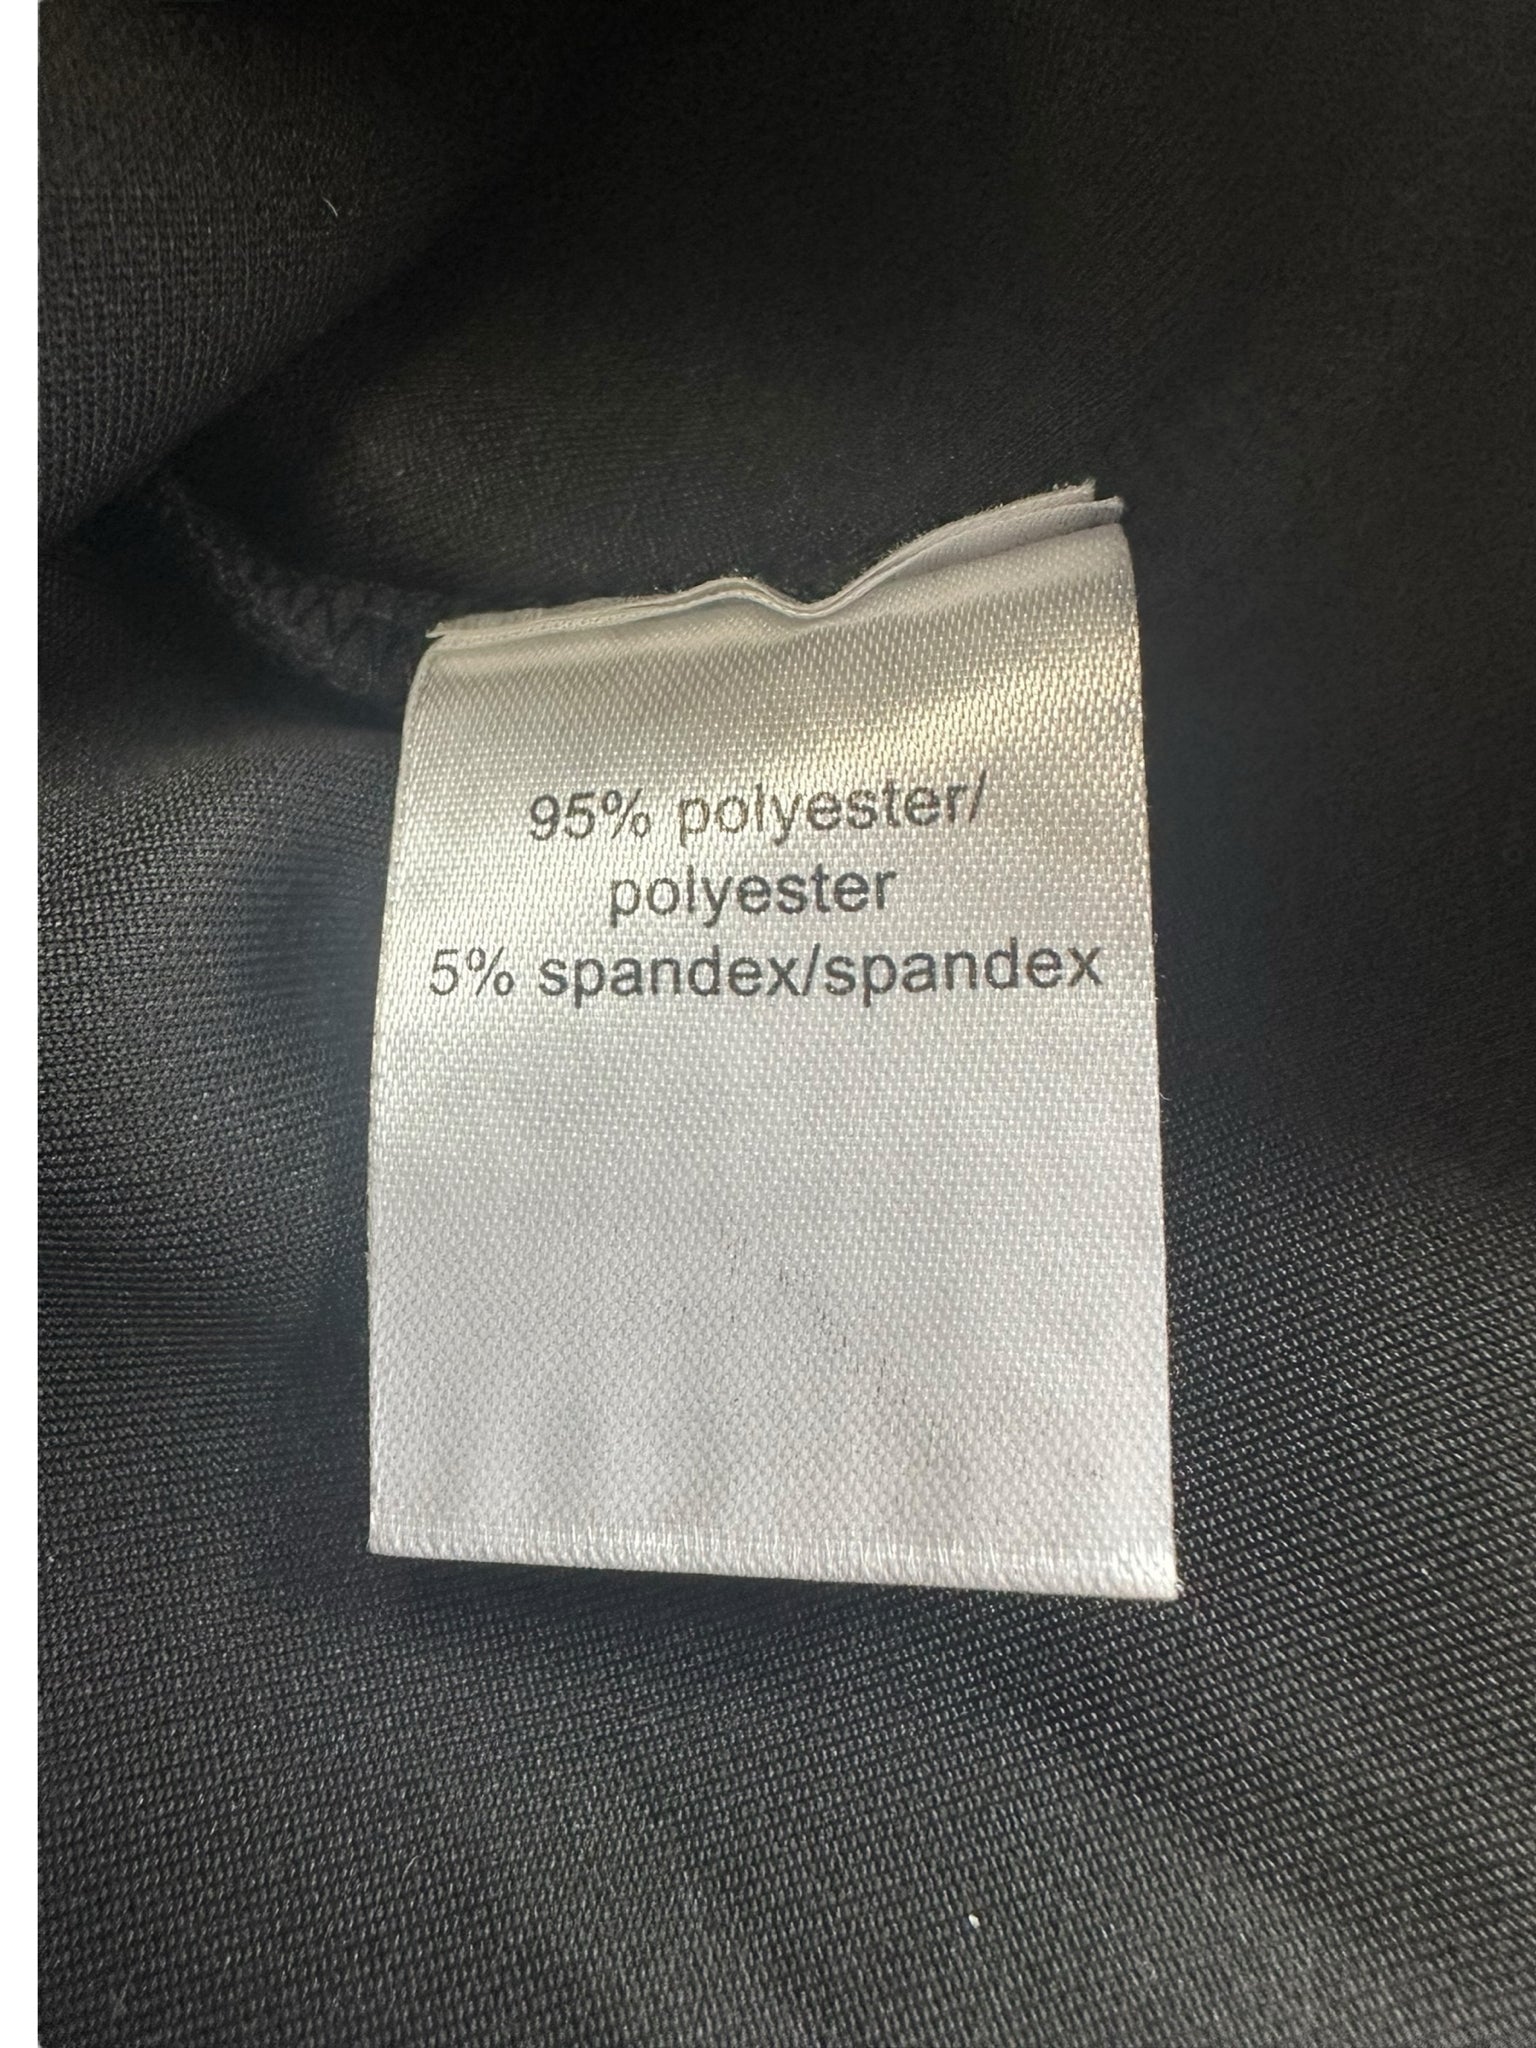 95% polyester/
polyester
5% spandex/spandex